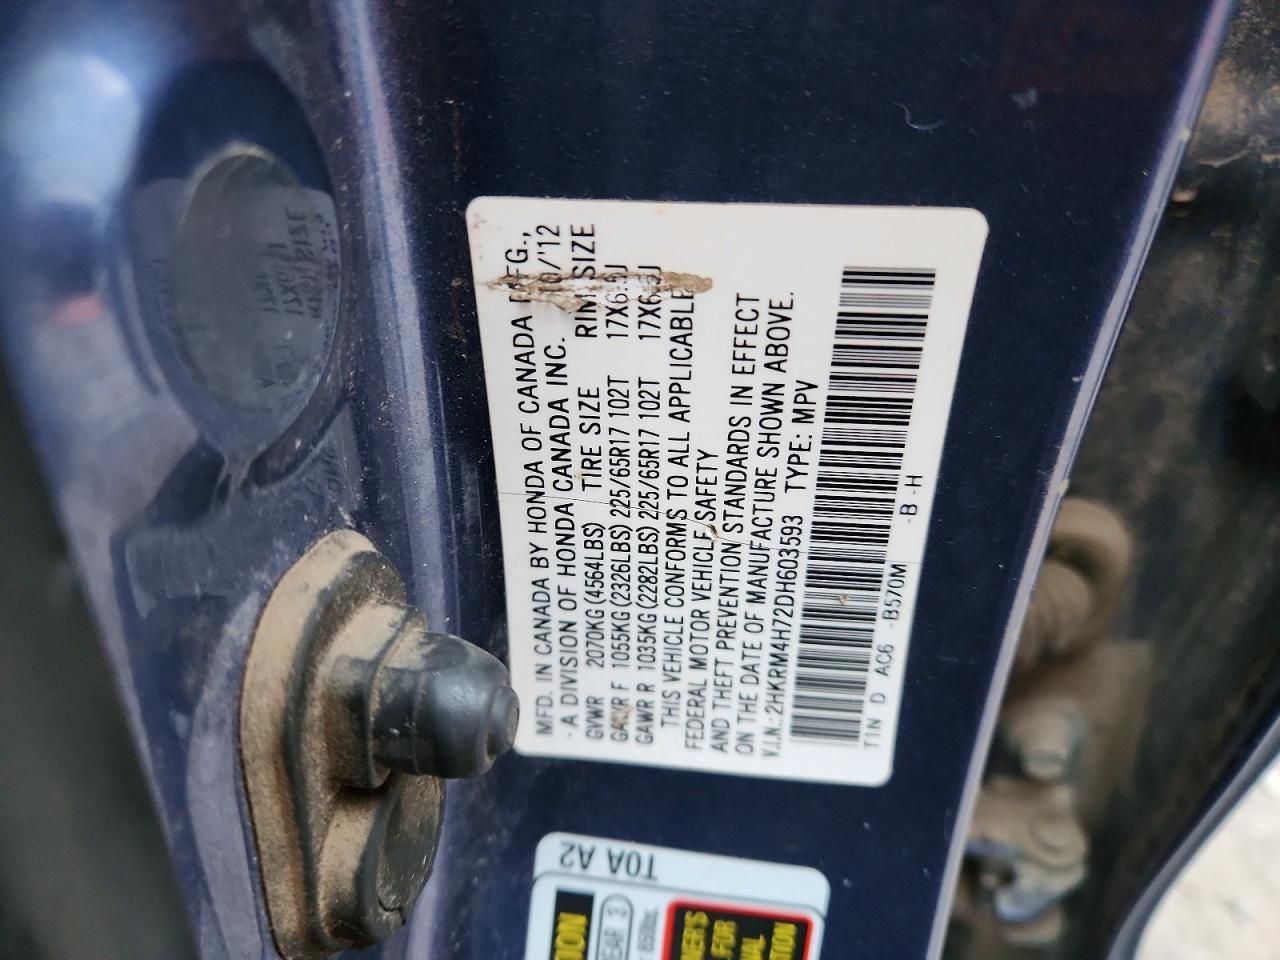 MFD. IN CANADA BY HONDA OF CANADA MFG.,
- A DIVISION OF HONDA CANADA INC. /12
GVWR 2070KG (4564LBS) TIRE SIZE RIM SIZE
GAWR F 1055KG (2326LBS) 225/65R17 102T 17X6.5J
GAWR R 1035KG (2282LBS) 225/65R17 102T 17X6.5J
THIS VEHICLE CONFORMS TO ALL APPLICABLE
FEDERAL MOTOR VEHICLE SAFETY
AND THEFT PREVENTION STANDARDS IN EFFECT
ON THE DATE OF MANUFACTURE SHOWN ABOVE.
V.I.N.: 2HKRM4H72DH603593 TYPE: MPV
T1N D AC6 -B570M -B -H
T0A A2
850lbs.
FOR